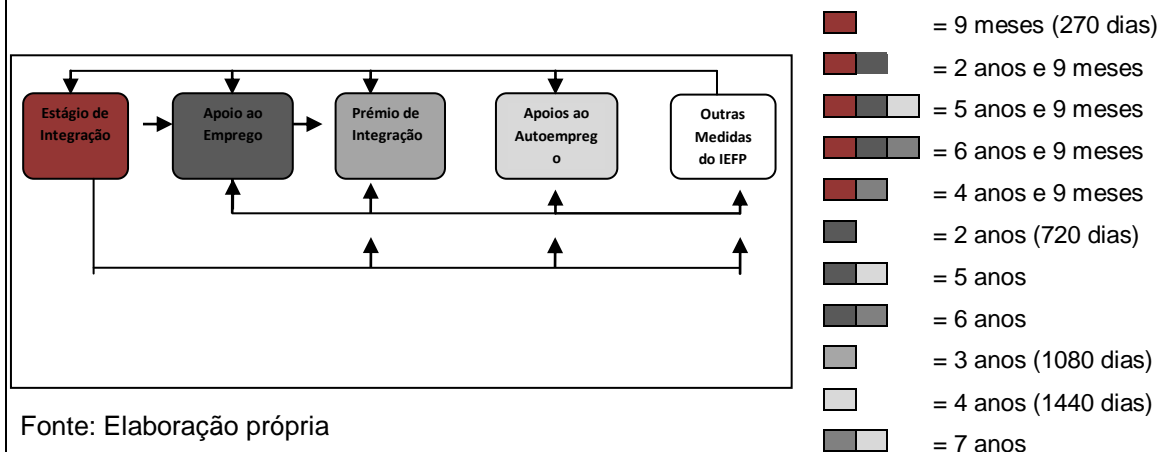 Estágio de
Integração
Apoio ao
Emprego
Prémio de
Integração
Apoios ao
Autoempreg
o
Outras
Medidas
do IEFP
Fonte: Elaboração própria
= 9 meses (270 dias)
= 2 anos e 9 meses
= 5 anos e 9 meses
= 6 anos e 9 meses
= 4 anos e 9 meses
= 2 anos (720 dias)
= 5 anos
= 6 anos
= 3 anos (1080 dias)
= 4 anos (1440 dias)
= 7 anos